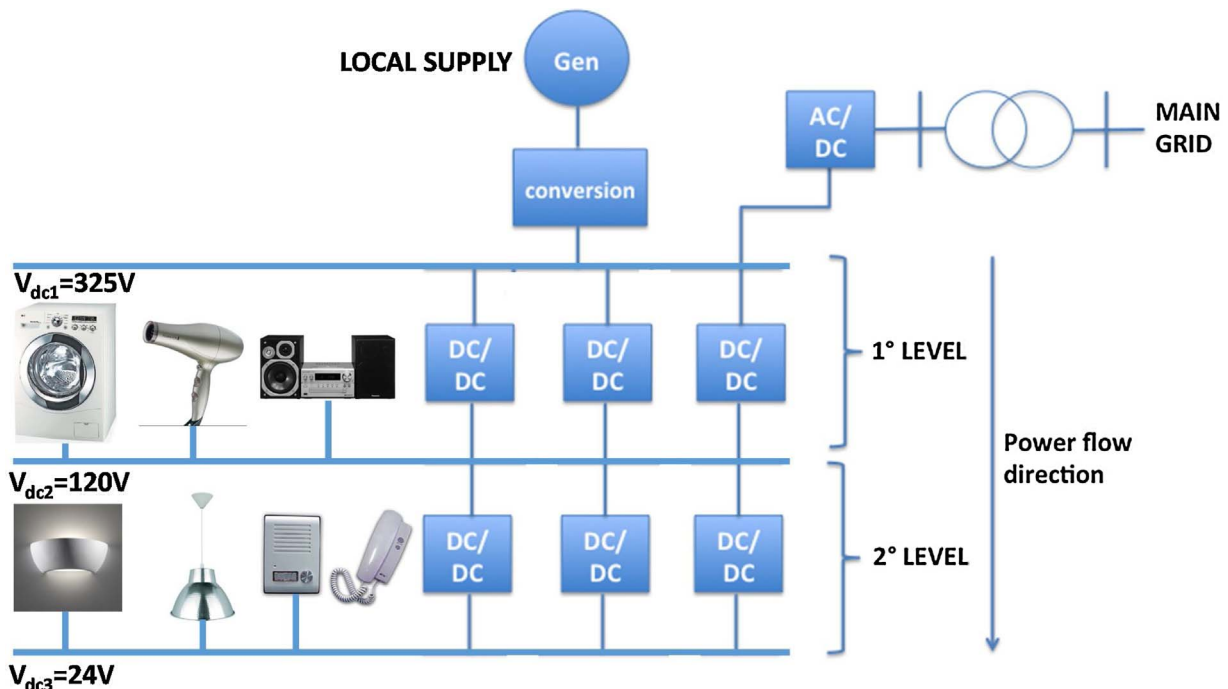 LOCAL SUPPLY
Gen
AC/
DC
MAIN
GRID
conversion
Vdc1=325V
DC/
DC
DC/
DC
DC/
DC
1° LEVEL
Power flow
direction
Vdc2=120V
DC/
DC
DC/
DC
DC/
DC
2° LEVEL
Vdc3=24V